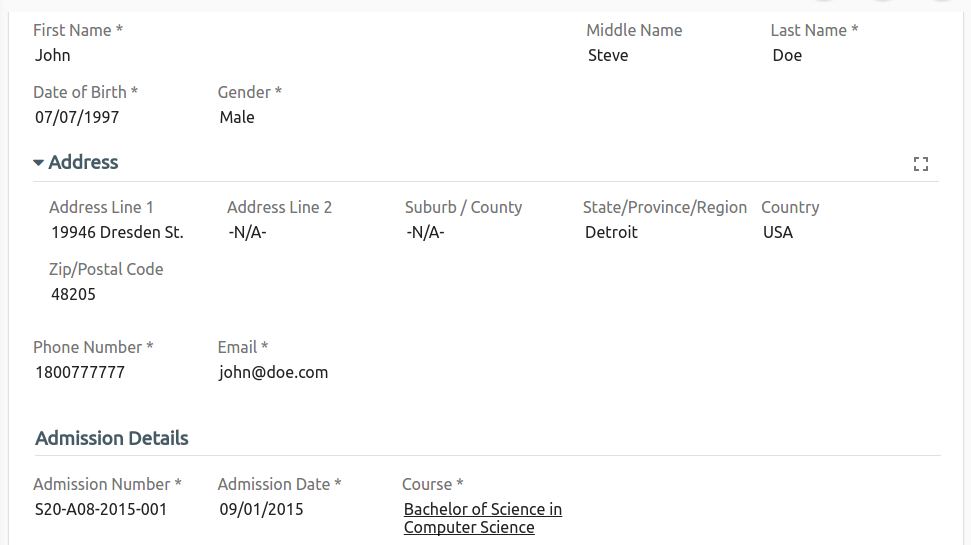 First Name * Middle Name Last Name *
John Steve Doe
Date of Birth * Gender *
07/07/1997 Male
Address
Address Line 1 Address Line 2 Suburb / County State/Province/Region Country
19946 Dresden St. -N/A- -N/A- Detroit USA
Zip/Postal Code
48205
Phone Number * Email *
1800777777 john@doe.com
Admission Details
Admission Number * Admission Date * Course *
S20-A08-2015-001 09/01/2015 Bachelor of Science in
Computer Science